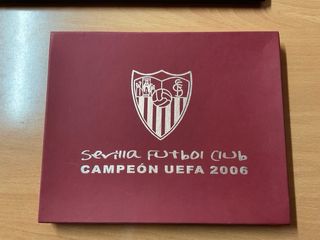 Sevilla Futbol Club
CAMPEÓN UEFA 2006